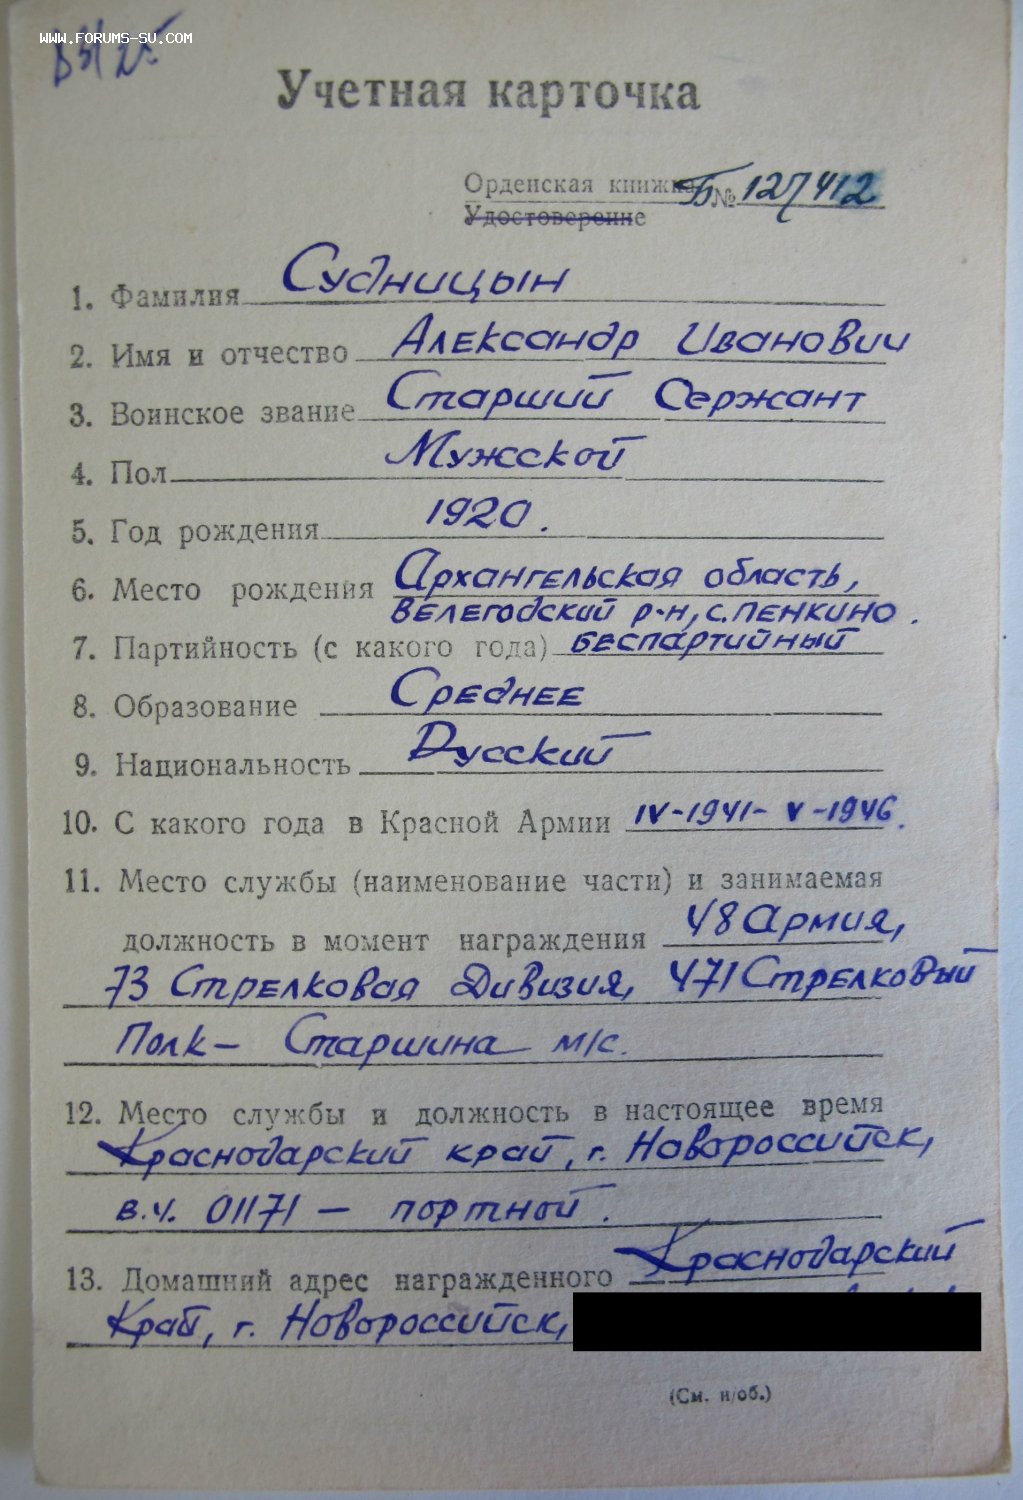 www.forums-su.com
Учетная карточка
Орденская книжка Б № 127412
Удостоверение
1. Фамилия Судницын
2. Имя и отчество Александр Иванович
3. Воинское звание Старший Сержант
4. Пол Мужской
5. Год рождения 1920.
6. Место рождения Архангельская область,
Велегодский р-н, с. Пенкино.
7. Партийность (с какого года) беспартийный
8. Образование Среднее
9. Национальность Русский
10. С какого года в Красной Армии IV-1941- V-1946.
11. Место службы (наименование части) и занимаемая
должность в момент награждения 48 Армия,
73 Стрелковая Дивизия, 471 Стрелковый
Полк- Старшина м/с.
12. Место службы и должность в настоящее время
Краснодарский край, г. Новороссийск,
в.ч. 01171 - портной.
13. Домашний адрес награжденного Краснодарский
Край, г. Новороссийск,
(См. н/об.)